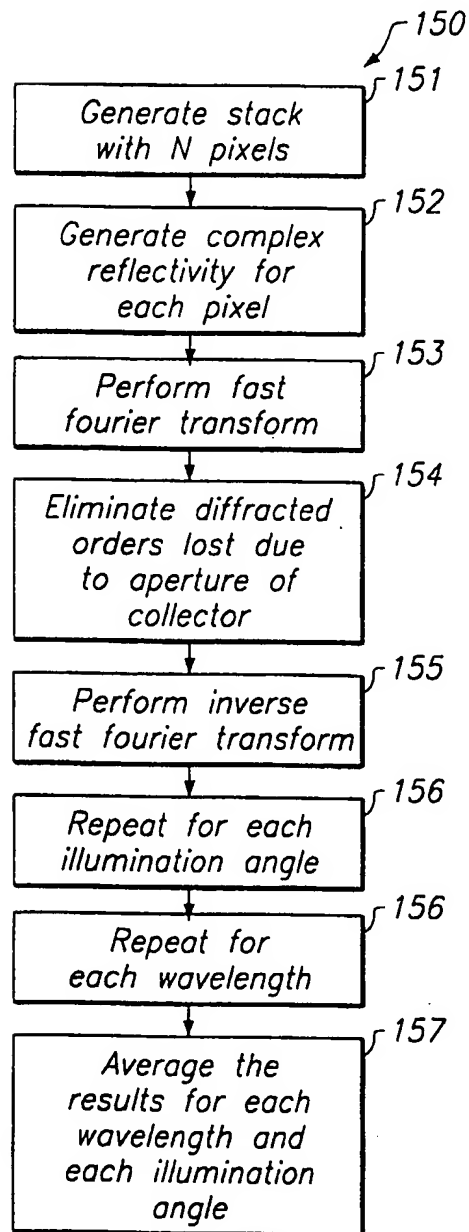 150
151
Generate stack
with N pixels
152
Generate complex
reflectivity for
each pixel
153
Perform fast
fourier transform
154
Eliminate diffracted
orders lost due
to aperture of
collector
155
Perform inverse
fast fourier transform
156
Repeat for each
illumination angle
156
Repeat for
each wavelength
157
Average the
results for each
wavelength and
each illumination
angle